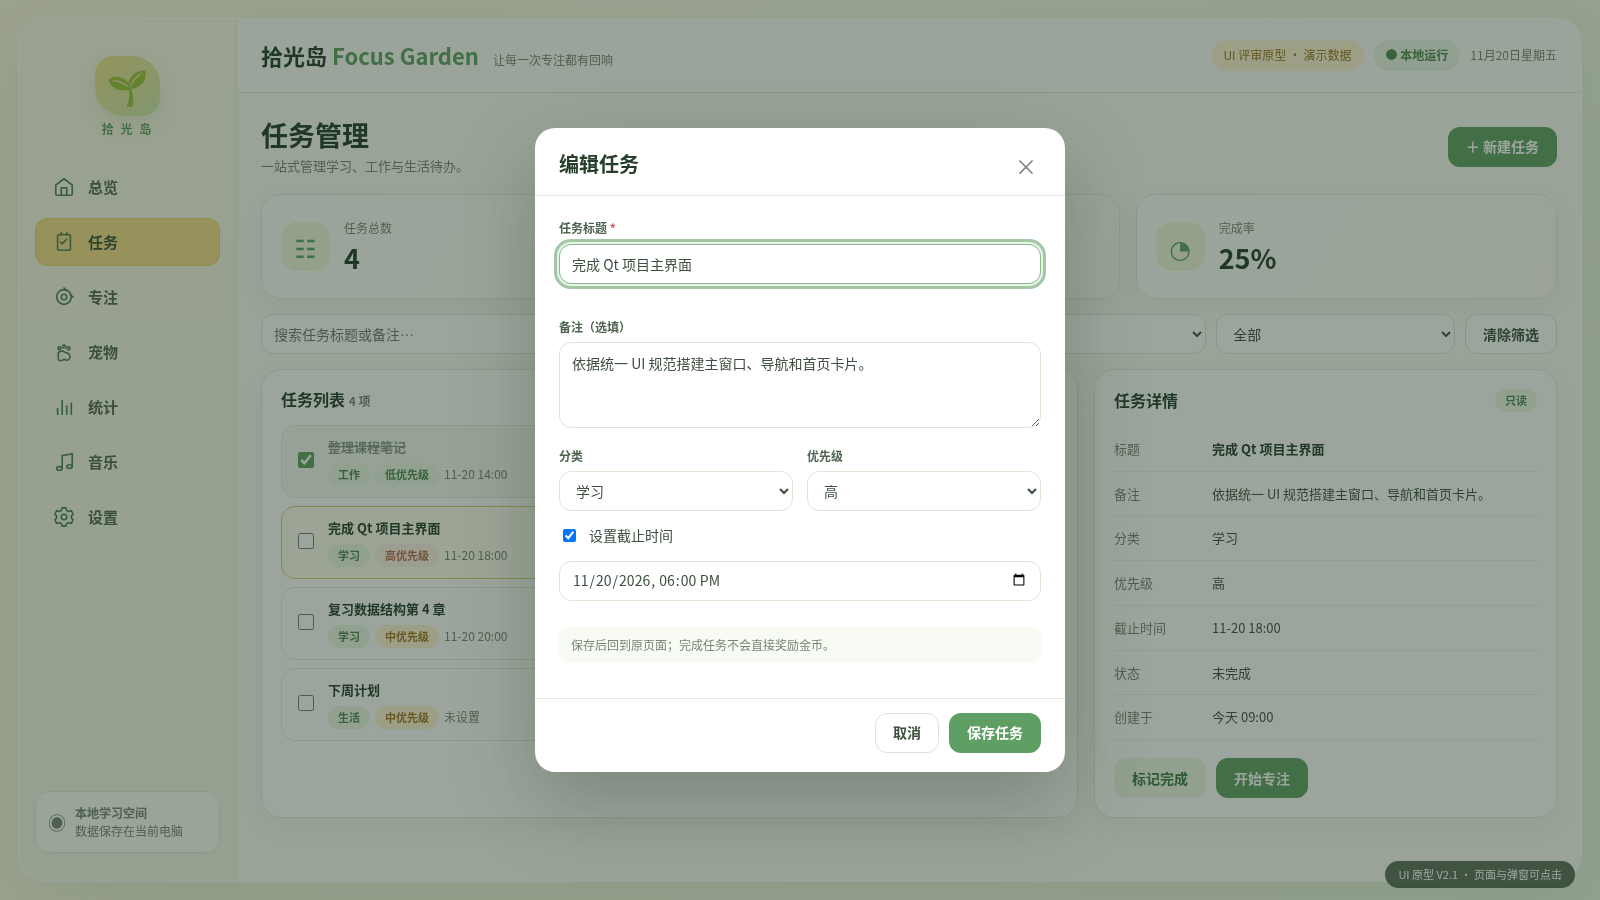 拾光岛
总览
任务
专注
宠物
统计
音乐
设置
本地学习空间
数据保存在当前电脑
拾光岛 Focus Garden 让每一次专注都有回响
UI 评审原型 · 演示数据
本地运行
11月20日星期五
任务管理
一站式管理学习、工作与生活待办。
+ 新建任务
任务总数
4
完成率
25%
搜索任务标题或备注…
全部
清除筛选
任务列表 4 项
整理课程笔记
工作 低优先级 11-20 14:00
完成 Qt 项目主界面
学习 高优先级 11-20 18:00
复习数据结构第 4 章
学习 中优先级 11-20 20:00
下周计划
生活 中优先级 未设置
编辑任务
任务标题 *
完成 Qt 项目主界面
备注（选填）
依据统一 UI 规范搭建主窗口、导航和首页卡片。
分类
优先级
学习
高
设置截止时间
11/20/2026, 06:00 PM
保存后回到原页面；完成任务不会直接奖励金币。
取消
保存任务
任务详情
只读
标题 完成 Qt 项目主界面
备注 依据统一 UI 规范搭建主窗口、导航和首页卡片。
分类 学习
优先级 高
截止时间 11-20 18:00
状态 未完成
创建于 今天 09:00
标记完成
开始专注
UI 原型 V2.1 · 页面与弹窗可点击